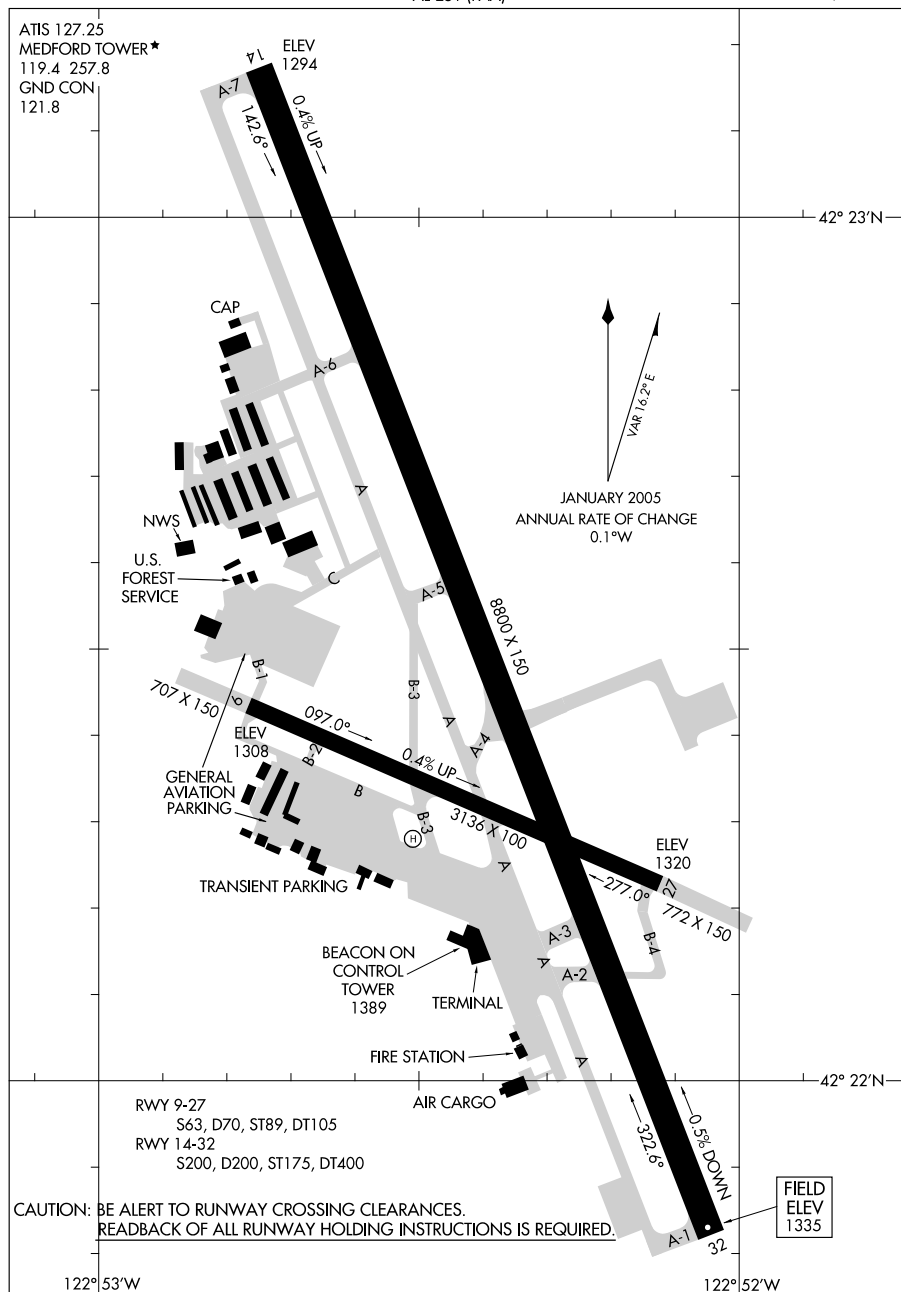 ATIS 127.25
MEDFORD TOWER★
119.4 257.8
GND CON
121.8
ELEV
1294
14
A-7
142.6°
0.4% UP
42° 23'N
CAP
A-6
VAR 16.2° E
JANUARY 2005
ANNUAL RATE OF CHANGE
0.1°W
A
NWS
U.S.
FOREST
SERVICE
C
A-5
8800 X 150
B-1
B-3
707 X 150
9
097.0°
A
A-4
ELEV
1308
B-2
0.4% UP
GENERAL
AVIATION
PARKING
B
B-3
3136 X 100
H
A
ELEV
1320
27
277.0°
772 X 150
TRANSIENT PARKING
A-3
B-4
BEACON ON
CONTROL
TOWER
1389
TERMINAL
A
A-2
FIRE STATION
A
42° 22'N
AIR CARGO
RWY 9-27
S63, D70, ST89, DT105
RWY 14-32
S200, D200, ST175, DT400
322.6°
0.5% DOWN
CAUTION: BE ALERT TO RUNWAY CROSSING CLEARANCES.
READBACK OF ALL RUNWAY HOLDING INSTRUCTIONS IS REQUIRED.
FIELD
ELEV
1335
A-1
32
122° 53'W
122° 52'W